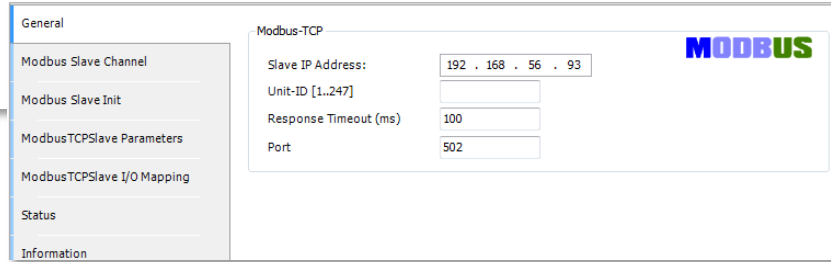 General
Modbus Slave Channel
Modbus Slave Init
ModbusTCPSlave Parameters
ModbusTCPSlave I/O Mapping
Status
Information
Modbus-TCP
MODBUS
Slave IP Address: 192 . 168 . 56 . 93
Unit-ID [1..247]
Response Timeout (ms) 100
Port 502